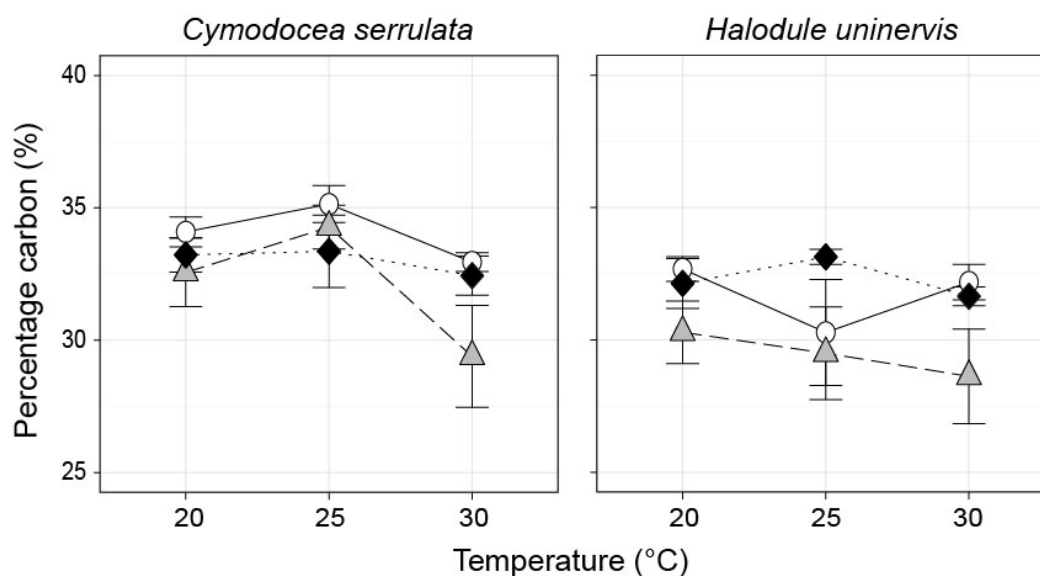 Cymodocea serrulata
Halodule uninervis
Percentage carbon (%)
40
35
30
25
20
25
30
20
25
30
Temperature (°C)